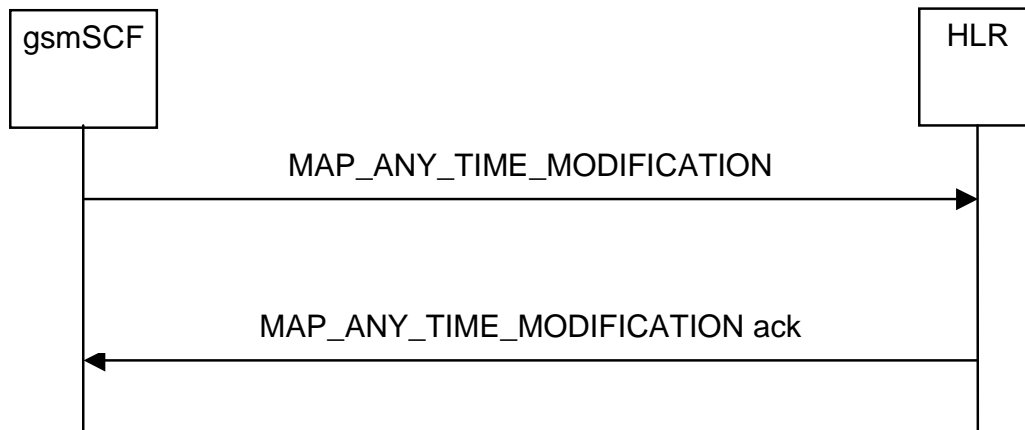 gsmSCF
HLR
MAP_ANY_TIME_MODIFICATION
MAP_ANY_TIME_MODIFICATION ack